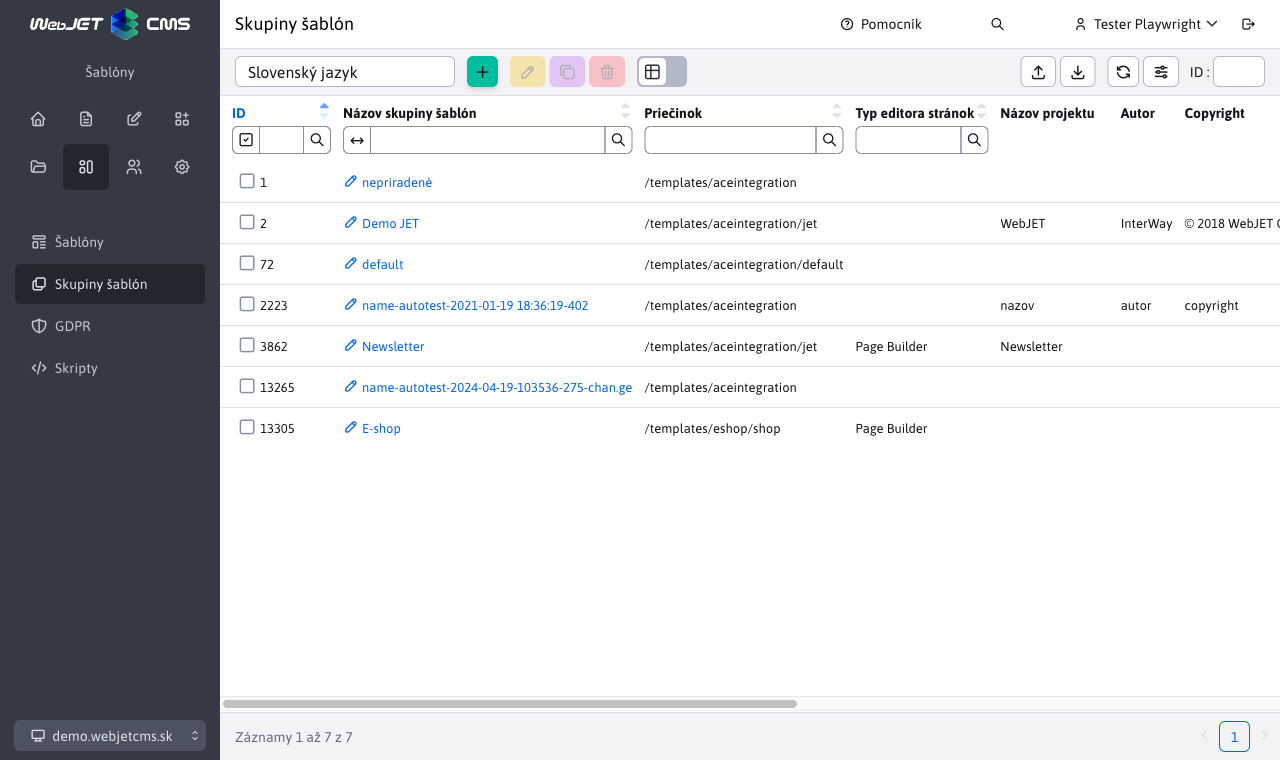 WebJET CMS
Skupiny šablón
Pomocník
Tester Playwright
Šablóny
Slovenský jazyk
ID :
ID Názov skupiny šablón Priečinok Typ editora stránok Názov projektu Autor Copyright
1 nepriradené /templates/aceintegration
2 Demo JET /templates/aceintegration/jet WebJET InterWay © 2018 WebJET
72 default /templates/aceintegration/default
2223 name-autotest-2021-01-19 18:36:19-402 /templates/aceintegration nazov autor copyright
3862 Newsletter /templates/aceintegration/jet Page Builder Newsletter
13265 name-autotest-2024-04-19-103536-275-chan.ge /templates/aceintegration
13305 E-shop /templates/eshop/shop Page Builder
Šablóny
Skupiny šablón
GDPR
Skripty
demo.webjetcms.sk
Záznamy 1 až 7 z 7
1